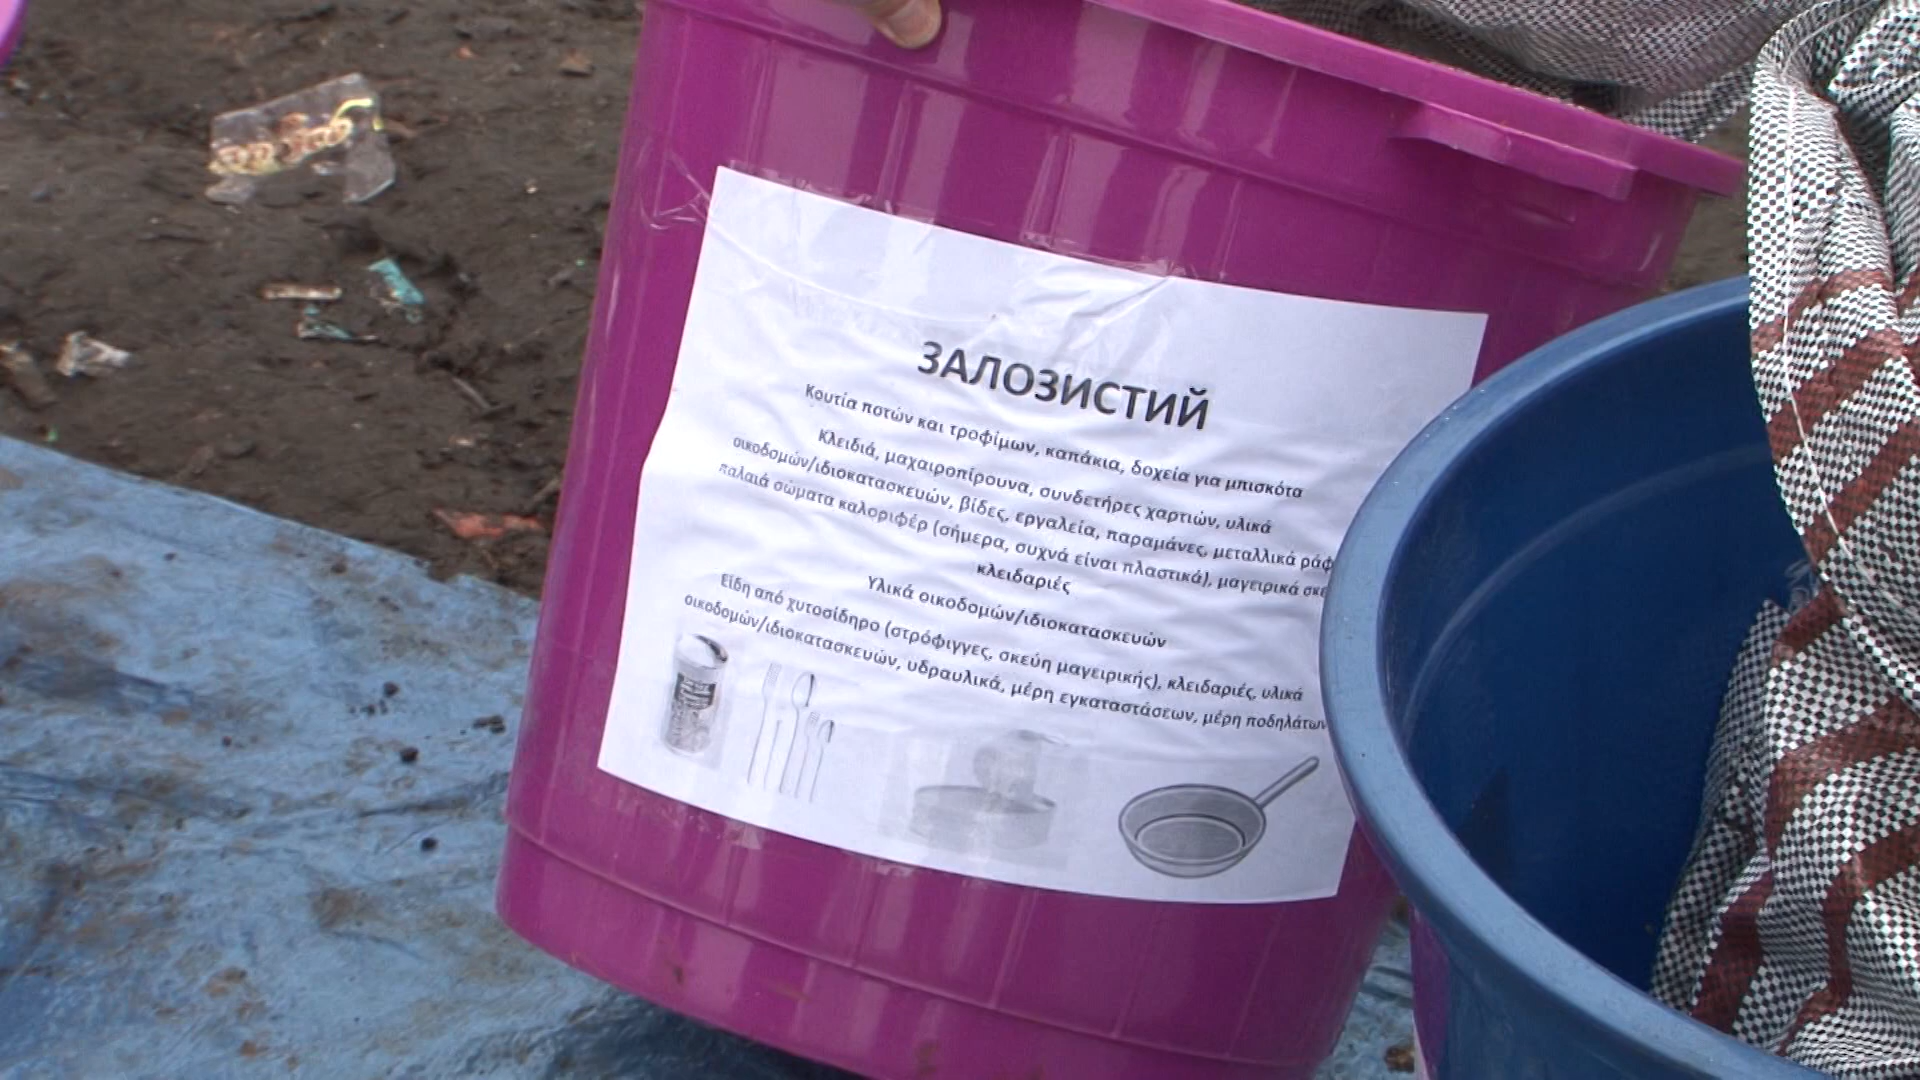 ЗАЛОЗИСТИЙ
Κουτία ποτών και τροφίμων, καπάκια, δοχεία για μπισκότα
Κλειδιά, μαχαιροπίρουνα, συνδετήρες χαρτιών, υλικά
οικοδομών/ιδιοκατασκευών, βίδες, εργαλεία, παραμάνες, μεταλλικά
παλαιά σώματα καλοριφέρ (σήμερα, συχνά είναι πλαστικά), μαγειρικά
κλειδαριές
Υλικά οικοδομών/ιδιοκατασκευών
Είδη από χυτοσίδηρο (στρόφιγγες, σκεύη μαγειρικής), κλειδαριές, υλικά
οικοδομών/ιδιοκατασκευών, υδραυλικά, μέρη εγκαταστάσεων, μέρη ποδηλάτων